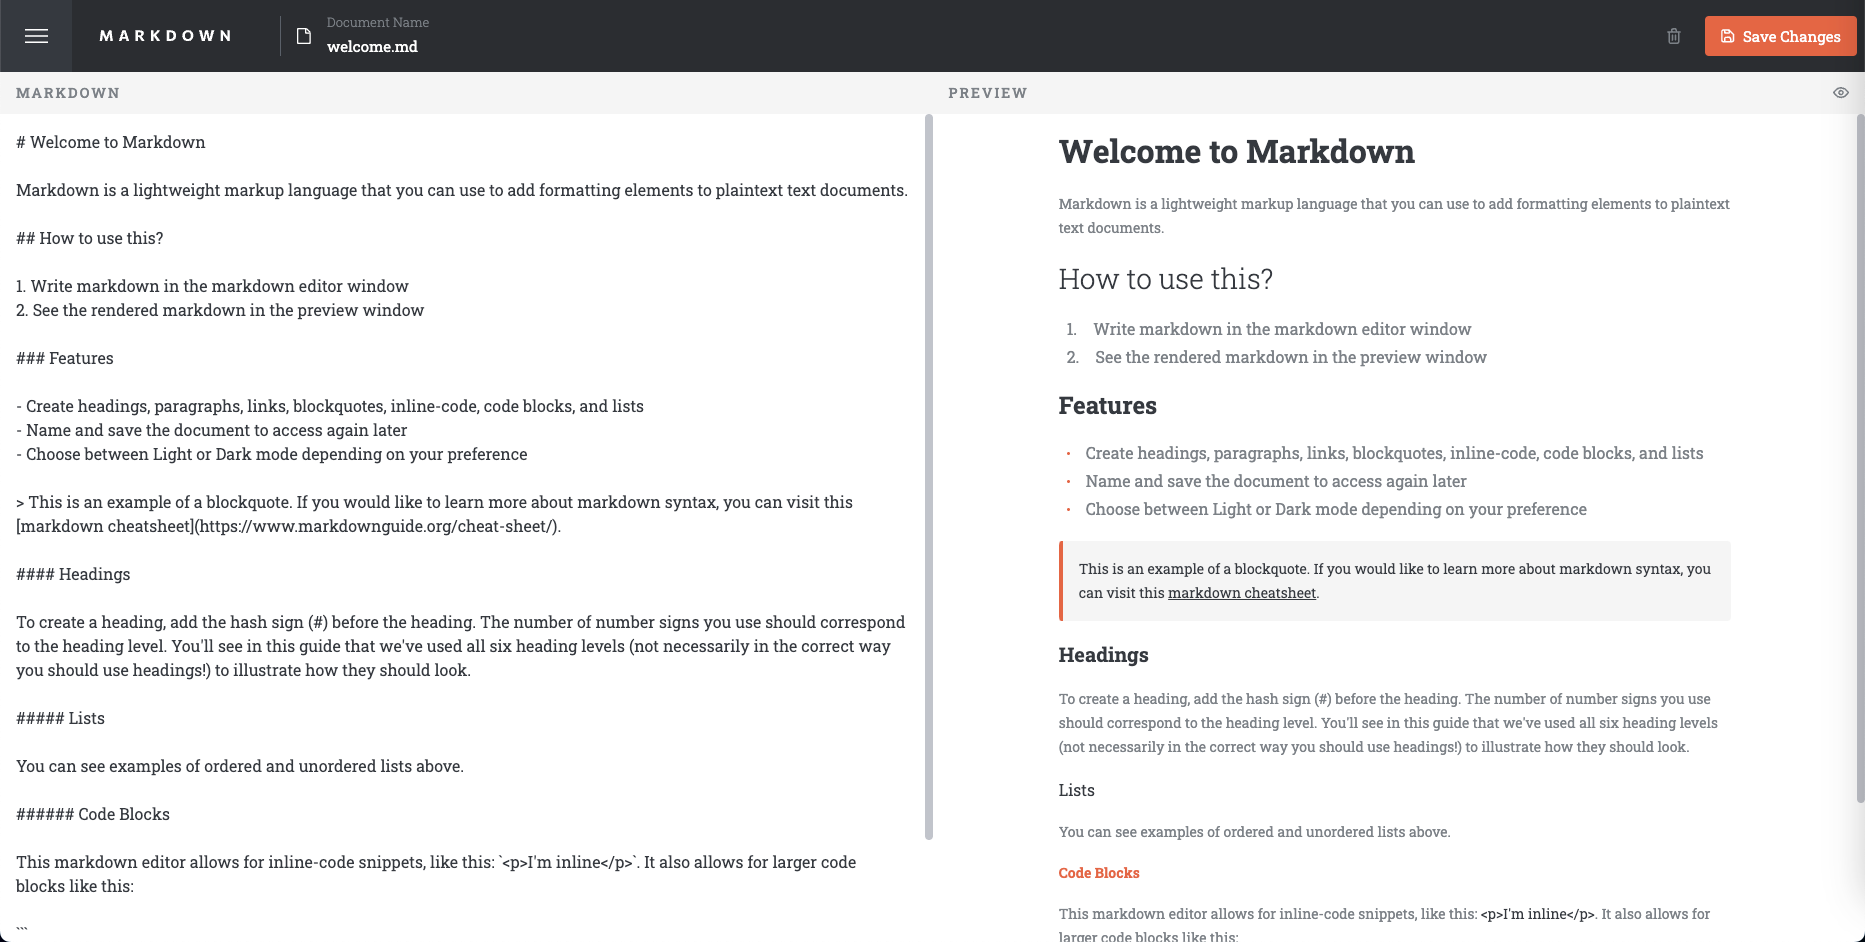 MARKDOWN
Document Name
welcome.md
Save Changes
MARKDOWN
# Welcome to Markdown
Markdown is a lightweight markup language that you can use to add formatting elements to plaintext text documents.
## How to use this?
1. Write markdown in the markdown editor window
2. See the rendered markdown in the preview window
### Features
- Create headings, paragraphs, links, blockquotes, inline-code, code blocks, and lists
- Name and save the document to access again later
- Choose between Light or Dark mode depending on your preference
> This is an example of a blockquote. If you would like to learn more about markdown syntax, you can visit this
[markdown cheatsheet](https://www.markdownguide.org/cheat-sheet/).
#### Headings
To create a heading, add the hash sign (#) before the heading. The number of number signs you use should correspond
to the heading level. You'll see in this guide that we've used all six heading levels (not necessarily in the correct way
you should use headings!) to illustrate how they should look.
##### Lists
You can see examples of ordered and unordered lists above.
###### Code Blocks
This markdown editor allows for inline-code snippets, like this: `<p>I'm inline</p>`. It also allows for larger code
blocks like this:
```
PREVIEW
Welcome to Markdown
Markdown is a lightweight markup language that you can use to add formatting elements to plaintext
text documents.
How to use this?
1. Write markdown in the markdown editor window
2. See the rendered markdown in the preview window
Features
• Create headings, paragraphs, links, blockquotes, inline-code, code blocks, and lists
• Name and save the document to access again later
• Choose between Light or Dark mode depending on your preference
This is an example of a blockquote. If you would like to learn more about markdown syntax, you
can visit this markdown cheatsheet.
Headings
To create a heading, add the hash sign (#) before the heading. The number of number signs you use
should correspond to the heading level. You'll see in this guide that we've used all six heading levels
(not necessarily in the correct way you should use headings!) to illustrate how they should look.
Lists
You can see examples of ordered and unordered lists above.
Code Blocks
This markdown editor allows for inline-code snippets, like this: <p>I'm inline</p>. It also allows for
larger code blocks like this: